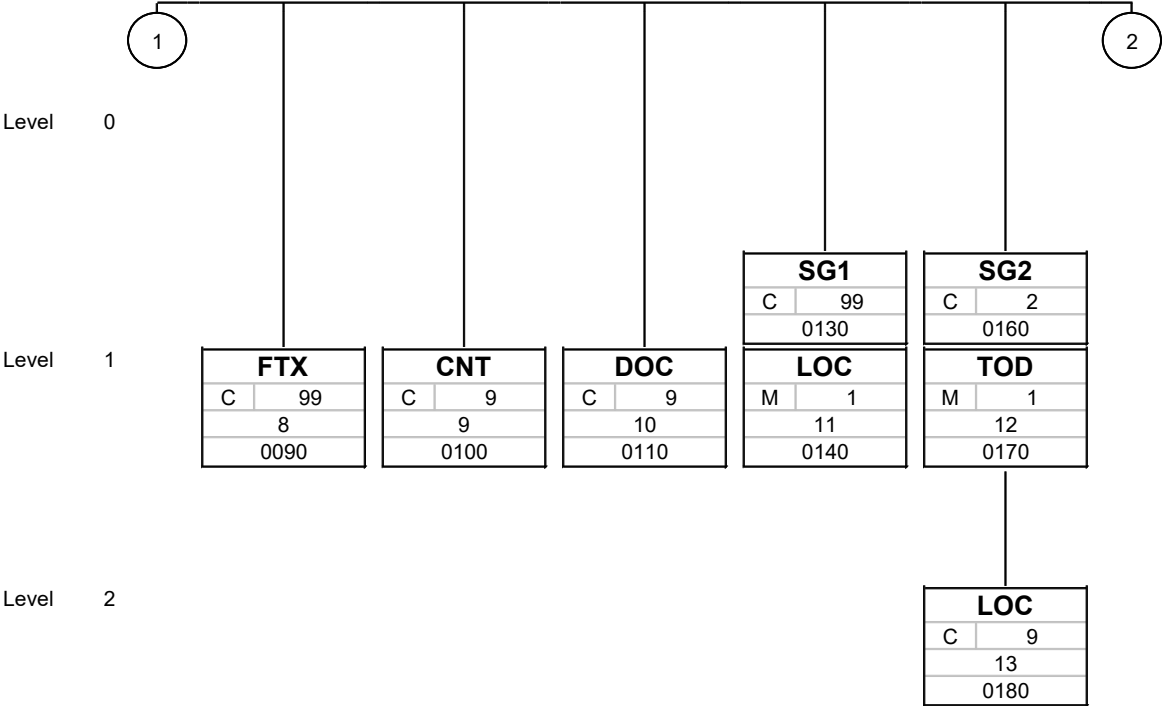 1 2
Level 0
SG1 SG2
C 99 C 2
0130 0160
Level 1 FTX CNT DOC LOC TOD
C 99 C 9 C 9 M 1 M 1
8 9 10 11 12
0090 0100 0110 0140 0170
Level 2 LOC
C 9
13
0180